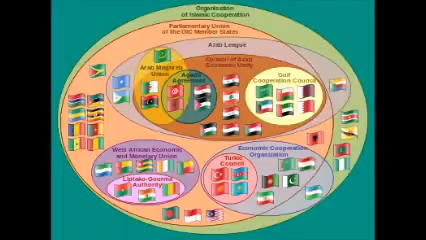 Organisation
of Islamic Cooperation
Parliamentary Union
of the OIC Member States
Arab League
Council of Arab
Economic Unity
Arab Maghreb
Union
Agadir
Agreement
Gulf
Cooperation Council
West African Economic
and Monetary Union
Economic Cooperation
Organization
Turkic
Council
Liptako-Gourma
Authority